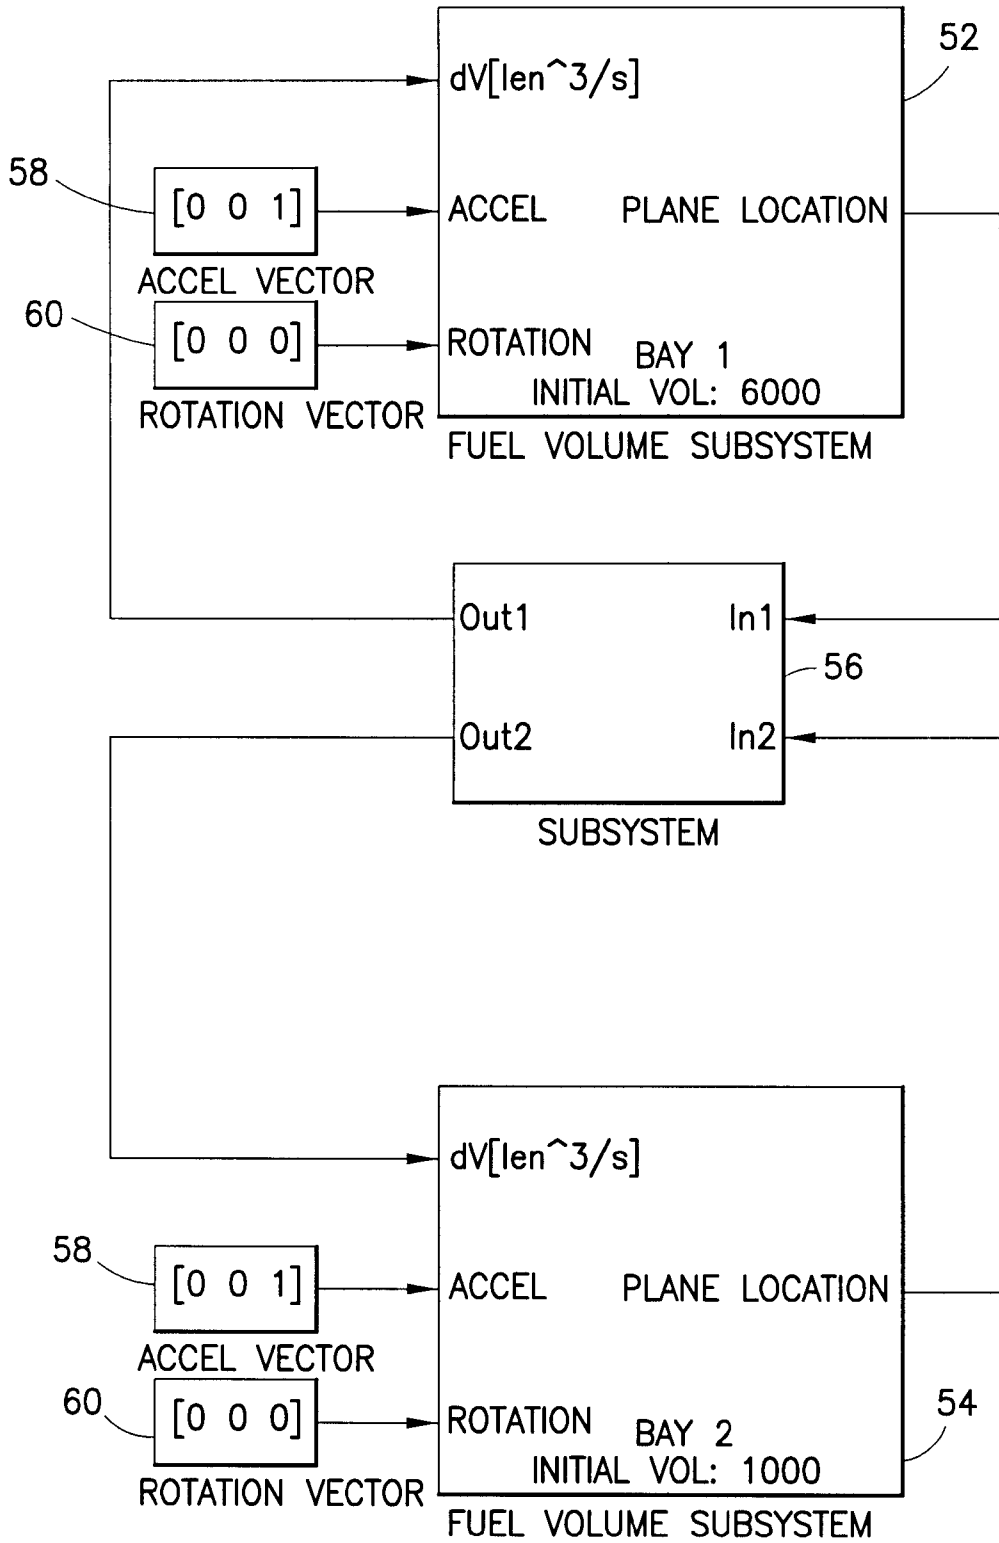 52
dV[len^3/s]
58
[0 0 1]
ACCEL
PLANE LOCATION
ACCEL VECTOR
60
[0 0 0]
ROTATION
BAY 1
INITIAL VOL: 6000
ROTATION VECTOR
FUEL VOLUME SUBSYSTEM
Out1
In1
56
Out2
In2
SUBSYSTEM
dV[len^3/s]
58
[0 0 1]
ACCEL
PLANE LOCATION
ACCEL VECTOR
60
[0 0 0]
ROTATION
BAY 2
54
INITIAL VOL: 1000
ROTATION VECTOR
FUEL VOLUME SUBSYSTEM